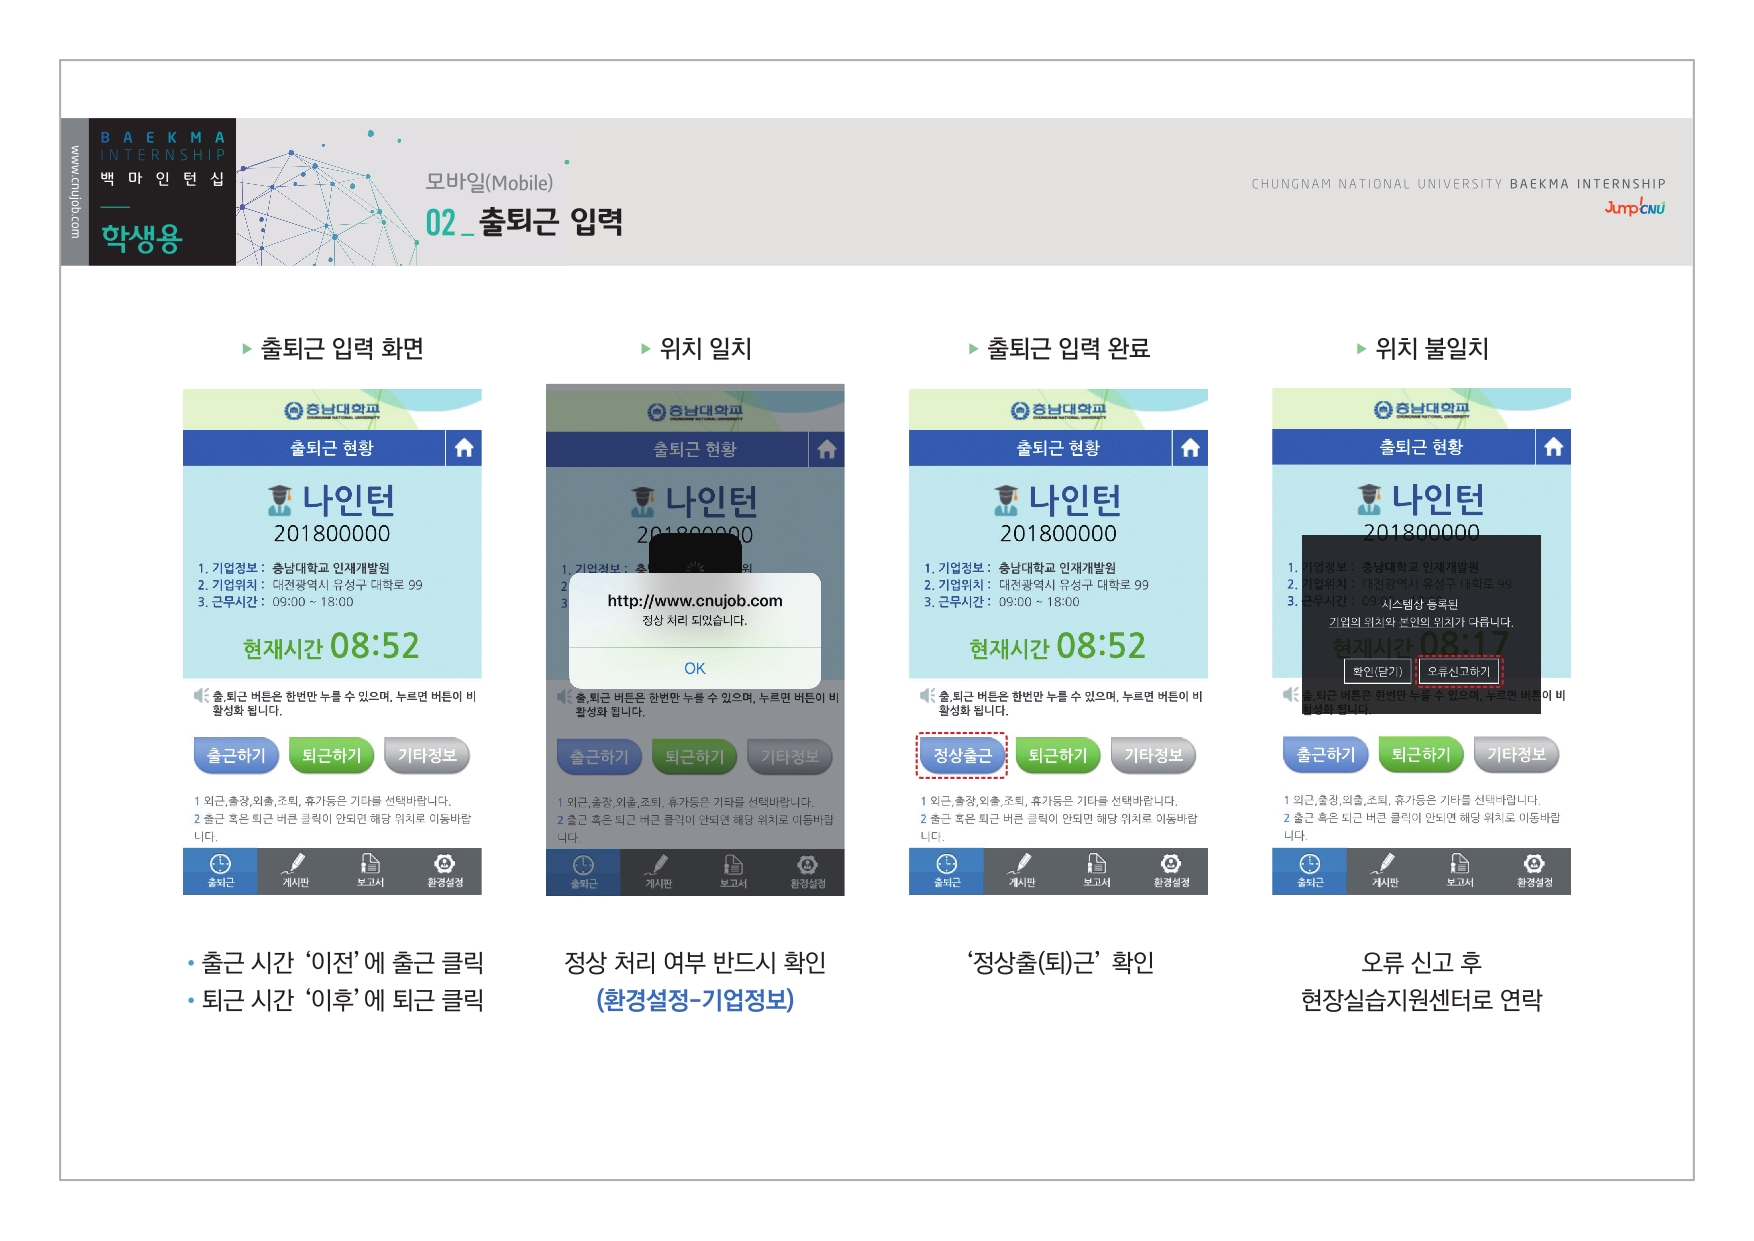 www.cnujob.com
BAEKMA
INTERNSHIP
백마인턴십
학생용
모바일(Mobile)
02_출퇴근 입력
CHUNGNAM NATIONAL UNIVERSITY BAEKMA INTERNSHIP
Jump!CNU
▶ 출퇴근 입력 화면
충남대학교
CHUNGNAM NATIONAL UNIVERSITY
출퇴근 현황
나인턴
201800000
1. 기업정보 : 충남대학교 인재개발원
2. 기업위치 : 대전광역시 유성구 대학로 99
3. 근무시간 : 09:00 ~ 18:00
현재시간 08:52
출,퇴근 버튼은 한번만 누를 수 있으며, 누르면 버튼이 비
활성화 됩니다.
출근하기 퇴근하기 기타정보
1 외근,출장,외출,조퇴, 휴가등은 기타를 선택바랍니다.
2 출근 혹은 퇴근 버튼 클릭이 안되면 해당 위치로 이동바랍
니다.
출퇴근 게시판 보고서 환경설정
• 출근 시간 ‘이전’에 출근 클릭
• 퇴근 시간 ‘이후’에 퇴근 클릭
▶ 위치 일치
충남대학교
CHUNGNAM NATIONAL UNIVERSITY
출퇴근 현황
나인턴
201800000
1. 기업정보 : 충 원
2
3
http://www.cnujob.com
정상 처리 되었습니다.
OK
출,퇴근 버튼은 한번만 누를 수 있으며, 누르면 버튼이 비
활성화 됩니다.
출근하기 퇴근하기 기타정보
1 외근,출장,외출,조퇴, 휴가등은 기타를 선택바랍니다.
2 출근 혹은 퇴근 버튼 클릭이 안되면 해당 위치로 이동바랍
니다.
출퇴근 게시판 보고서 환경설정
정상 처리 여부 반드시 확인
(환경설정-기업정보)
▶ 출퇴근 입력 완료
충남대학교
CHUNGNAM NATIONAL UNIVERSITY
출퇴근 현황
나인턴
201800000
1. 기업정보 : 충남대학교 인재개발원
2. 기업위치 : 대전광역시 유성구 대학로 99
3. 근무시간 : 09:00 ~ 18:00
현재시간 08:52
출,퇴근 버튼은 한번만 누를 수 있으며, 누르면 버튼이 비
활성화 됩니다.
정상출근 퇴근하기 기타정보
1 외근,출장,외출,조퇴, 휴가등은 기타를 선택바랍니다.
2 출근 혹은 퇴근 버튼 클릭이 안되면 해당 위치로 이동바랍
니다.
출퇴근 게시판 보고서 환경설정
‘정상출(퇴)근’ 확인
▶ 위치 불일치
충남대학교
CHUNGNAM NATIONAL UNIVERSITY
출퇴근 현황
나인턴
201800000
1. 기업정보 : 충남대학교 인재개발원
2. 기업위치 : 대전광역시 유성구 대학로 99
3. 근무시간 : 09
시스템상 등록된
기업의 위치와 본인의 위치가 다릅니다.
현재시간 08:17
확인(닫기) 오류신고하기
출,퇴근 버튼은 한번만 누를 수 있으며, 누르면 버튼이 비
활성화 됩니다.
출근하기 퇴근하기 기타정보
1 외근,출장,외출,조퇴, 휴가등은 기타를 선택바랍니다.
2 출근 혹은 퇴근 버튼 클릭이 안되면 해당 위치로 이동바랍
니다.
출퇴근 게시판 보고서 환경설정
오류 신고 후
현장실습지원센터로 연락